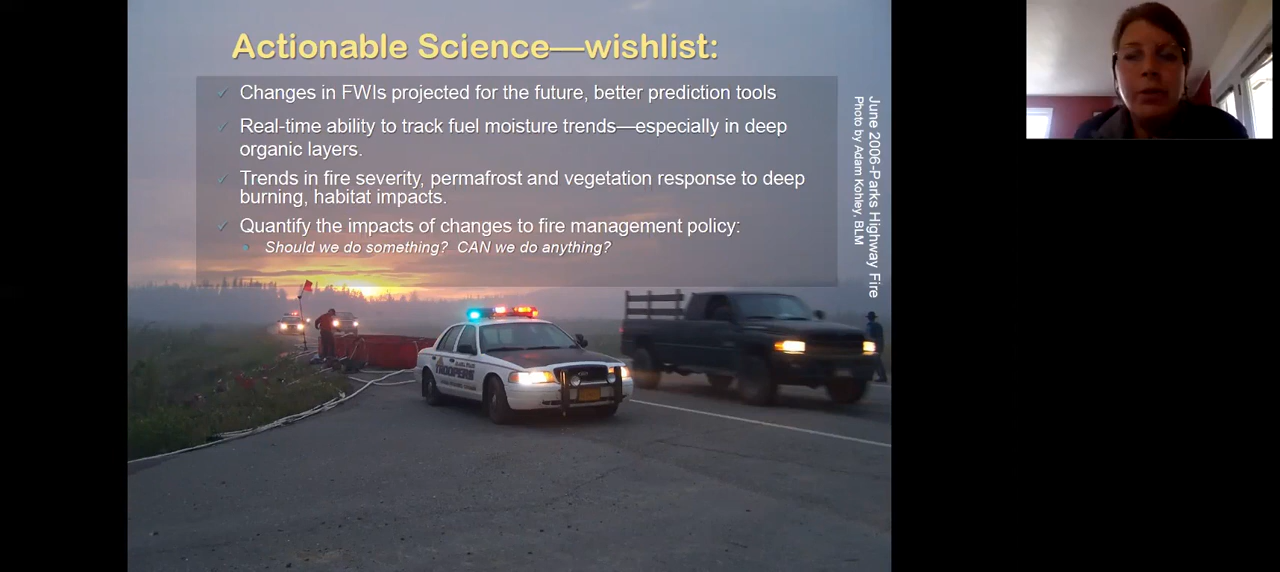 Actionable Science—wishlist:
Changes in FWIs projected for the future, better prediction tools
Real-time ability to track fuel moisture trends—especially in deep
organic layers.
Trends in fire severity, permafrost and vegetation response to deep
burning, habitat impacts.
Quantify the impacts of changes to fire management policy:
Should we do something?  CAN we do anything?
June 2006-Parks Highway Fire
Photo by Adam Kohley, BLM
TROOPERS